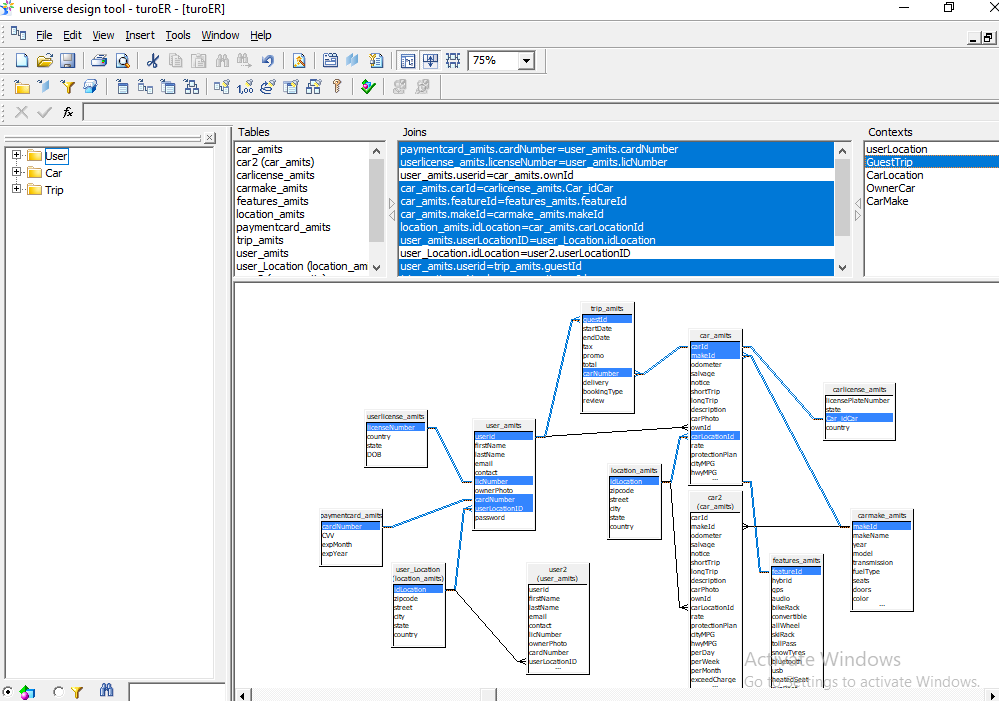 universe design tool - turoER - [turoER]
File Edit View Insert Tools Window Help
75%
fx
User
Car
Trip
Tables
car_amits
car2 (car_amits)
carlicense_amits
carmake_amits
features_amits
location_amits
paymentcard_amits
trip_amits
user_amits
user_Location (location_am
Joins
paymentcard_amits.cardNumber=user_amits.cardNumber
userlicense_amits.licenseNumber=user_amits.licNumber
user_amits.userid=car_amits.ownId
car_amits.carId=carlicense_amits.Car_idCar
car_amits.featureId=features_amits.featureId
car_amits.makeId=carmake_amits.makeId
location_amits.idLocation=car_amits.carLocationId
user_amits.userLocationID=user_Location.idLocation
user_Location.idLocation=user2.userLocationID
user_amits.userid=trip_amits.guestId
Contexts
userLocation
GuestTrip
CarLocation
OwnerCar
CarMake
trip_amits
guestId
startDate
endDate
tax
promo
total
carNumber
delivery
bookingType
review
car_amits
carId
makeId
odometer
salvage
notice
shortTrip
longTrip
description
carPhoto
ownId
carLocationId
rate
protectionPlan
cityMPG
hwyMPG
...
carlicense_amits
licensePlateNumber
state
Car_idCar
country
userlicense_amits
licenseNumber
country
state
DOB
user_amits
userid
firstName
lastName
email
contact
licNumber
ownerPhoto
cardNumber
userLocationID
password
location_amits
idLocation
zipcode
street
city
state
country
paymentcard_amits
cardNumber
CVV
expMonth
expYear
car2
(car_amits)
carId
makeId
odometer
salvage
notice
shortTrip
longTrip
description
carPhoto
ownId
carLocationId
rate
protectionPlan
cityMPG
hwyMPG
perDay
perWeek
perMonth
exceedCharge
...
carmake_amits
makeId
makeName
year
model
transmission
fuelType
seats
doors
color
...
user_Location
(location_amits)
idLocation
zipcode
street
city
state
country
user2
(user_amits)
userid
firstName
lastName
email
contact
licNumber
ownerPhoto
cardNumber
userLocationID
...
features_amits
featureId
hybrid
gps
audio
bikeRack
convertible
allWheel
skiRack
tollPass
snowTyres
bluetooth
usb
heatedSeat
Activate Windows
Go to Settings to activate Windows.